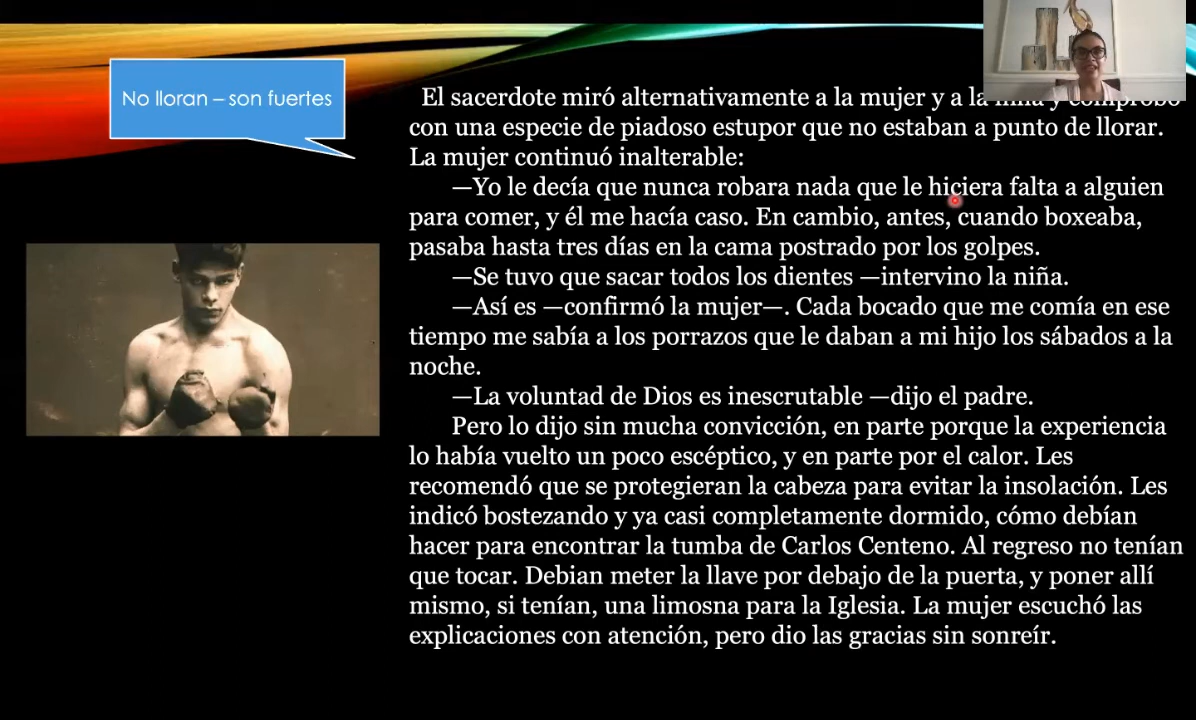 No lloran – son fuertes
El sacerdote miró alternativamente a la mujer y a la
con una especie de piadoso estupor que no estaban a punto de llorar.
La mujer continuó inalterable:
—Yo le decía que nunca robara nada que le hiciera falta a alguien
para comer, y él me hacía caso. En cambio, antes, cuando boxeaba,
pasaba hasta tres días en la cama postrado por los golpes.
—Se tuvo que sacar todos los dientes —intervino la niña.
—Así es —confirmó la mujer—. Cada bocado que me comía en ese
tiempo me sabía a los porrazos que le daban a mi hijo los sábados a la
noche.
—La voluntad de Dios es inescrutable —dijo el padre.
Pero lo dijo sin mucha convicción, en parte porque la experiencia
lo había vuelto un poco escéptico, y en parte por el calor. Les
recomendó que se protegieran la cabeza para evitar la insolación. Les
indicó bostezando y ya casi completamente dormido, cómo debían
hacer para encontrar la tumba de Carlos Centeno. Al regreso no tenían
que tocar. Debian meter la llave por debajo de la puerta, y poner allí
mismo, si tenían, una limosna para la Iglesia. La mujer escuchó las
explicaciones con atención, pero dio las gracias sin sonreír.